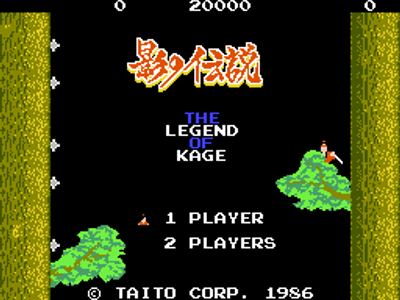 0 20000 0
影の伝説
THE
LEGEND
OF
KAGE
1 PLAYER
2 PLAYERS
© TAITO CORP. 1986